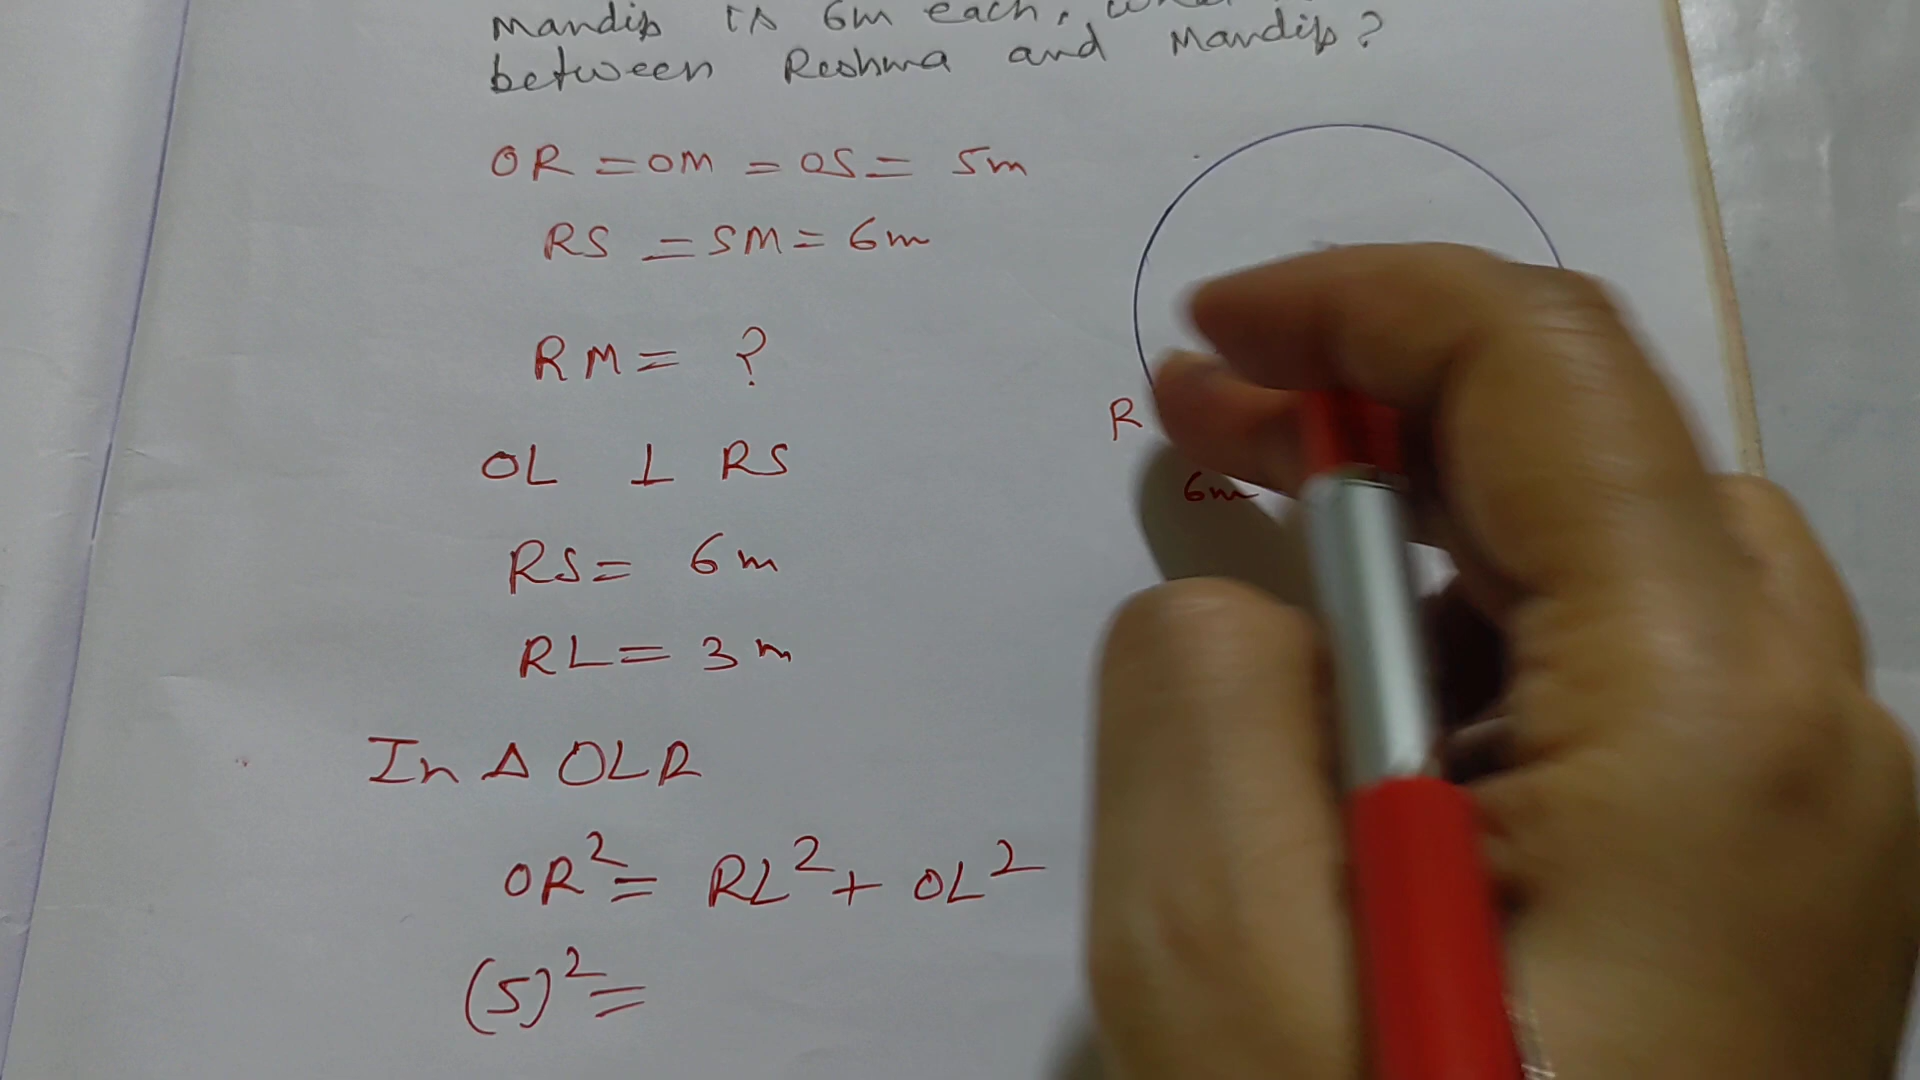 Mandip is 6m each,
between Reshma and Mandip?
OR = OM = OS = 5m
RS = SM = 6m
RM = ?
OL ⊥ RS
RS = 6m
RL = 3m
In Δ OLR
OR² = RL² + OL²
(5)² =
R
6m